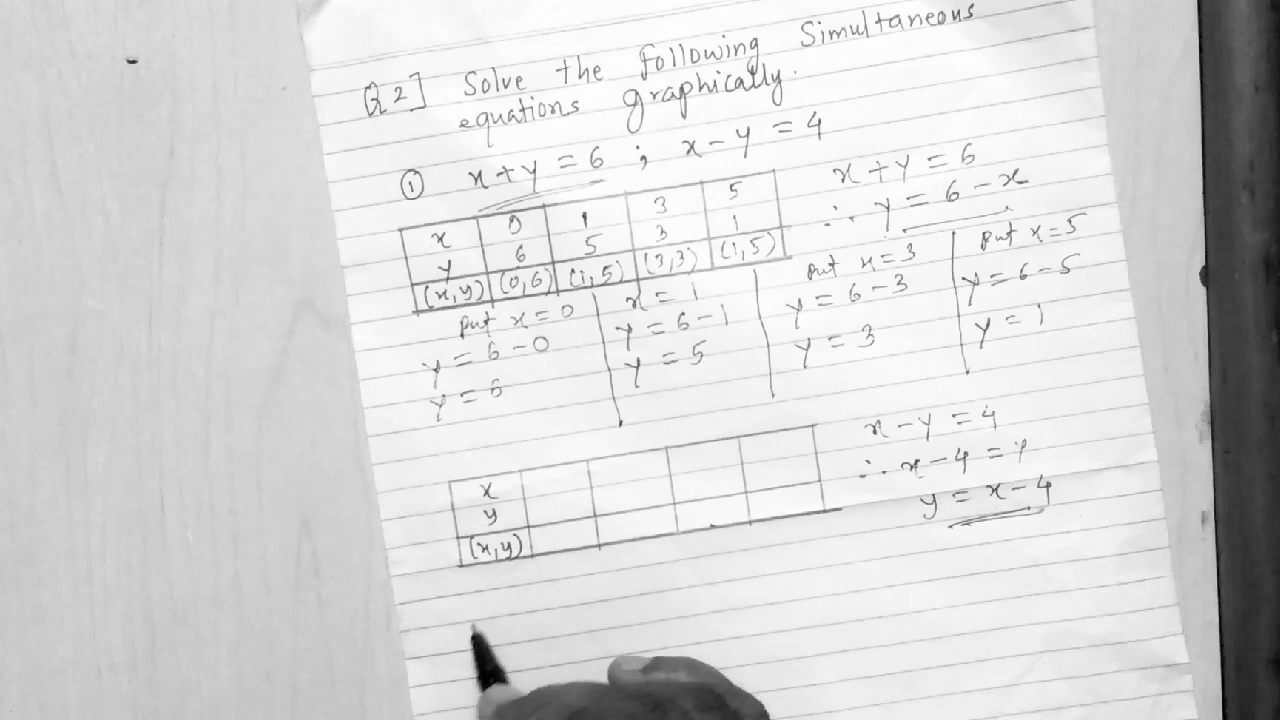 Q 2] Solve the following Simultaneous
equations graphically.
① x + y = 6 ; x - y = 4
x 0 1 3 5
y 6 5 3 1
(x,y) (0,6) (1,5) (3,3) (1,5)
x + y = 6
∴ y = 6 - x
put x = 0
y = 6 - 0
y = 6
x = 1
y = 6 - 1
y = 5
put x = 3
y = 6 - 3
y = 3
put x = 5
y = 6 - 5
y = 1
x
y
(x,y)
x - y = 4
∴ x - 4 = y
y = x - 4